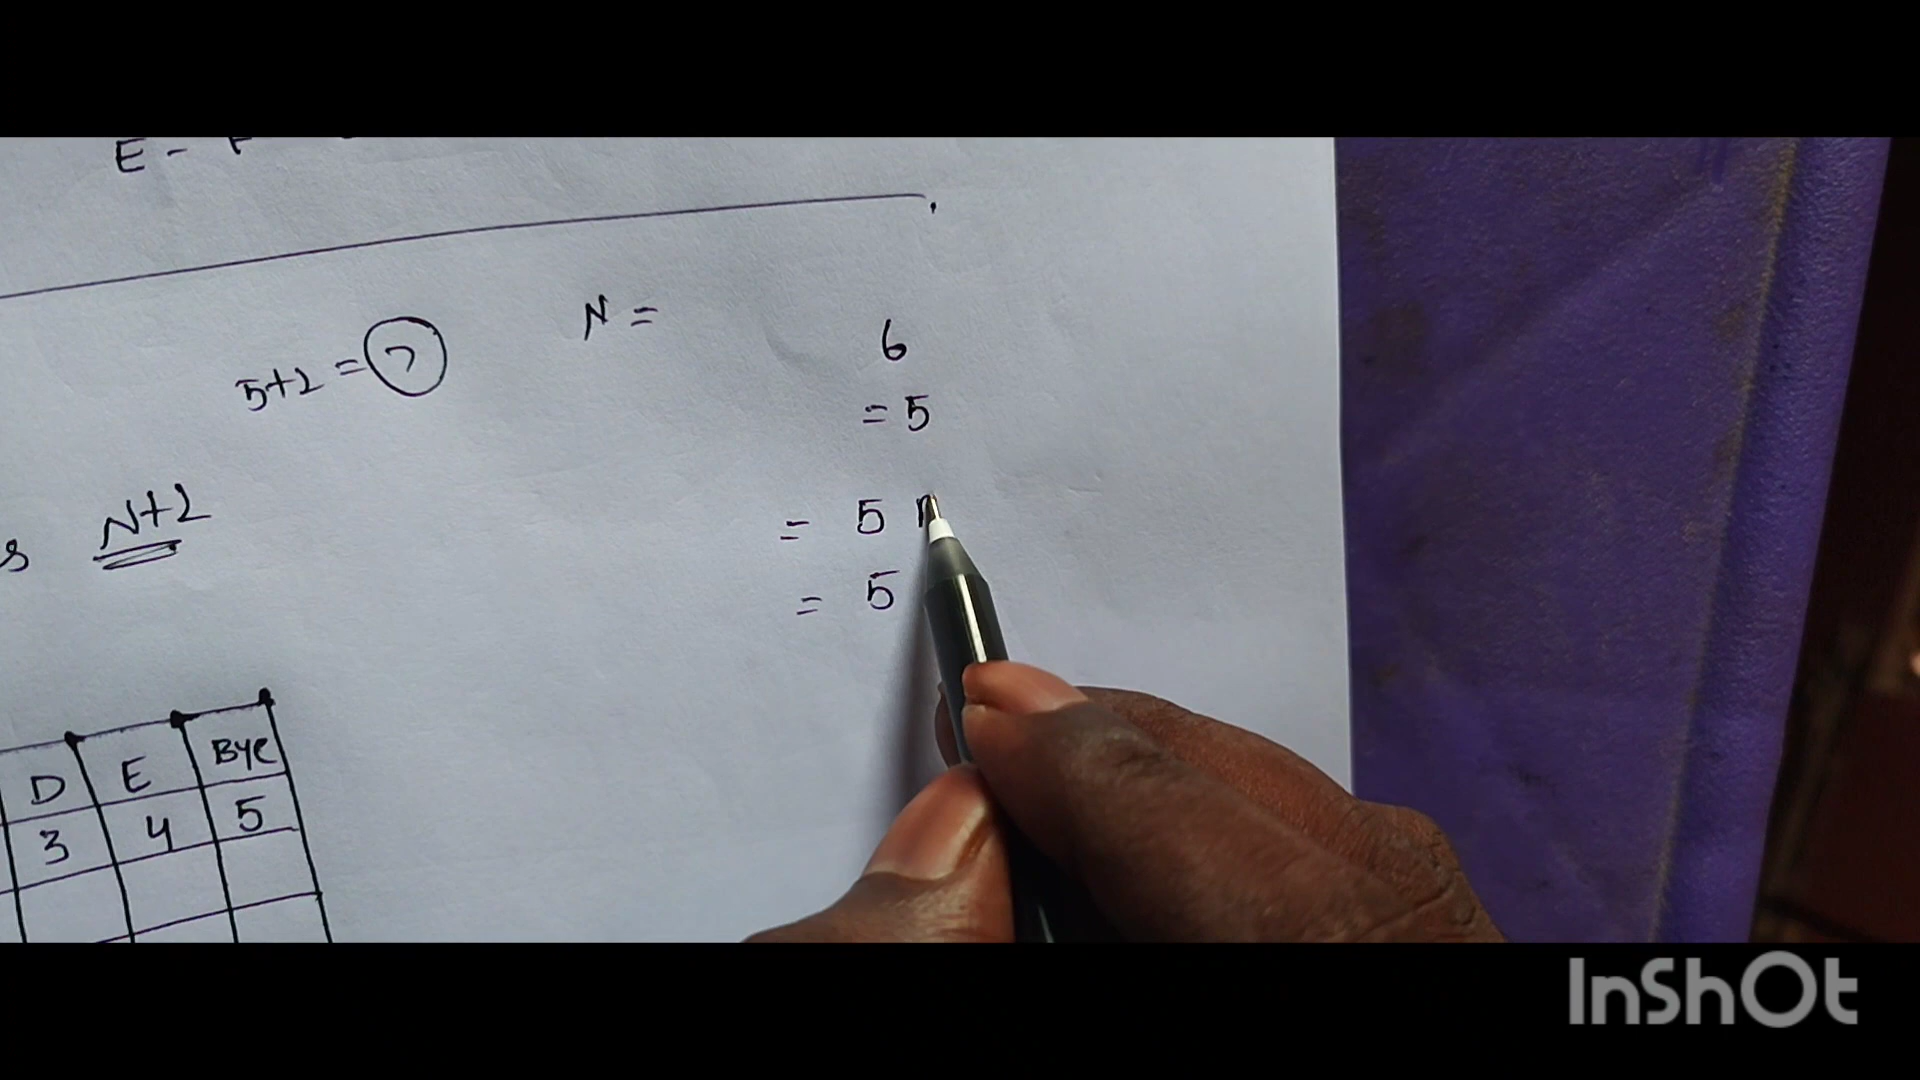 E -
N =
5+2 = 7
6
= 5
N+2
= 5
= 5
D E Bye
3 4 5
InShOt